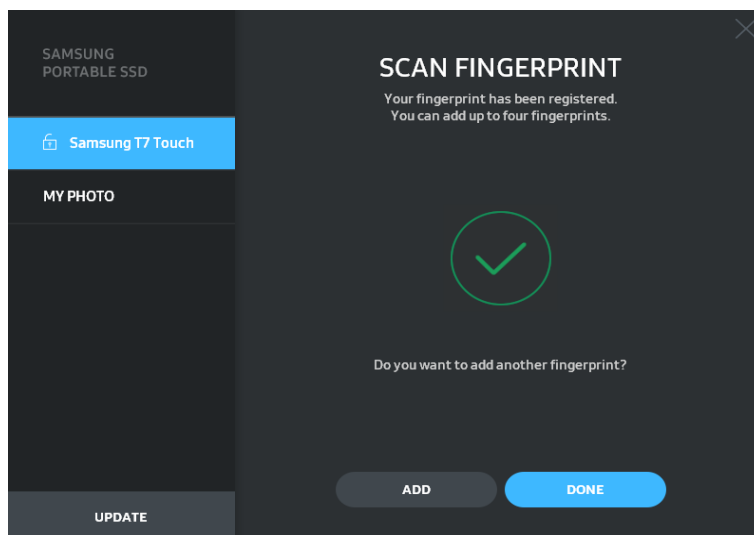 SAMSUNG
PORTABLE SSD
Samsung T7 Touch
MY PHOTO
UPDATE
SCAN FINGERPRINT
Your fingerprint has been registered.
You can add up to four fingerprints.
Do you want to add another fingerprint?
ADD
DONE